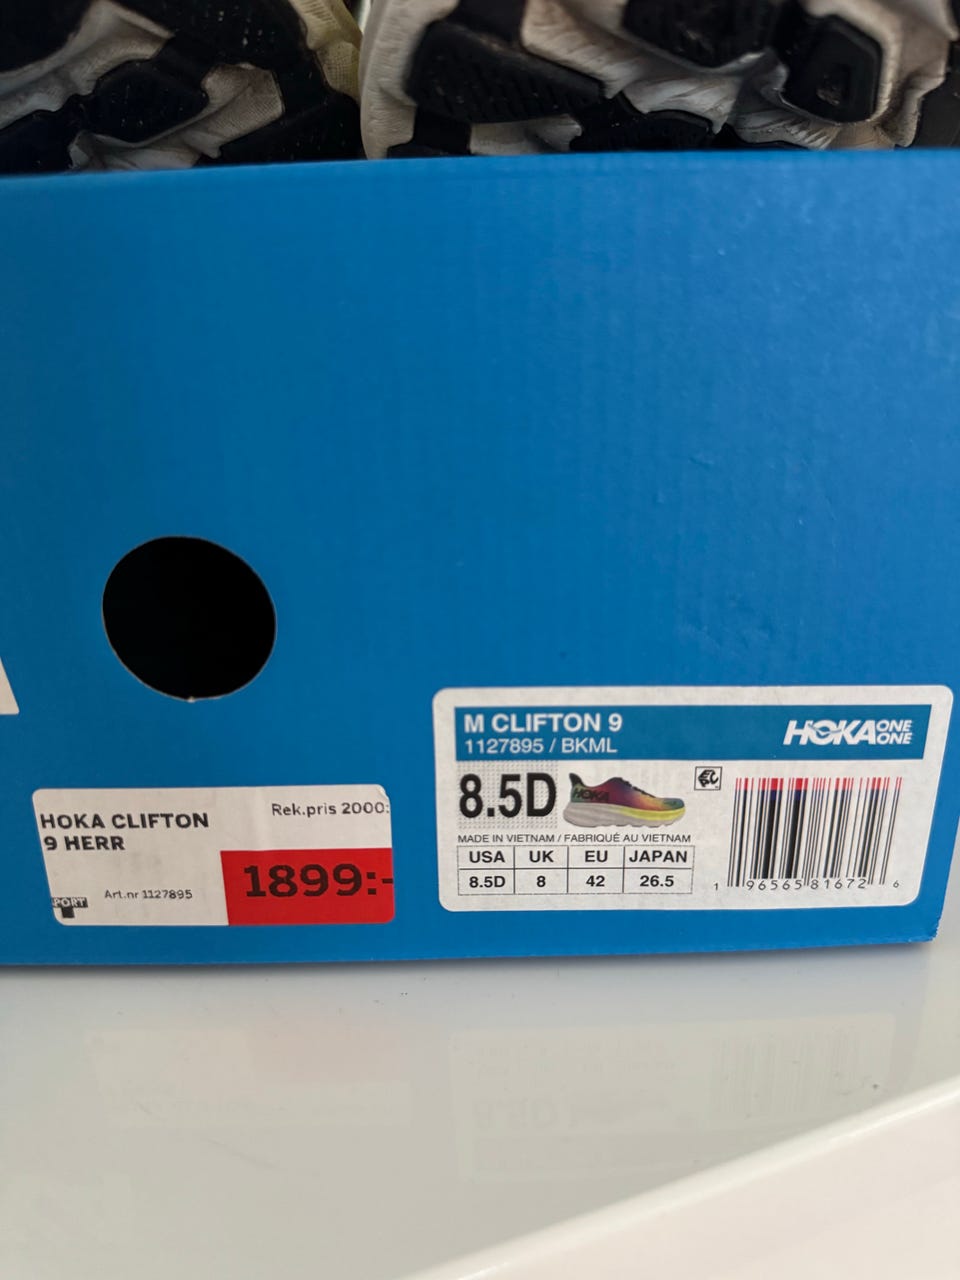 HOKA CLIFTON
9 HERR
Rek.pris 2000:
1899:-
Art.nr 1127895
PORT
M CLIFTON 9
1127895 / BKML
HOKA ONE ONE
8.5D
HOKA
MADE IN VIETNAM / FABRIQUÉ AU VIETNAM
USA UK EU JAPAN
8.5D 8 42 26.5
1 96565 81672 6